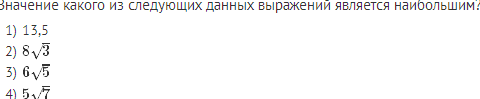 Значение какого из следующих данных выражений является наибольшим?
1) 13,5
2) 8√3
3) 6√5
4) 5√7